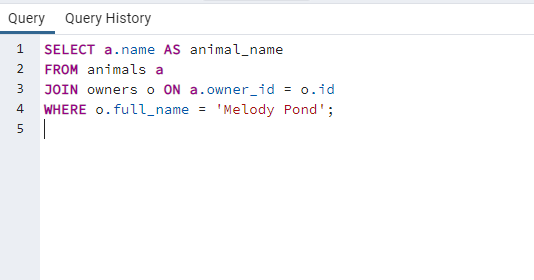 Query Query History
1 SELECT a.name AS animal_name
2 FROM animals a
3 JOIN owners o ON a.owner_id = o.id
4 WHERE o.full_name = 'Melody Pond';
5